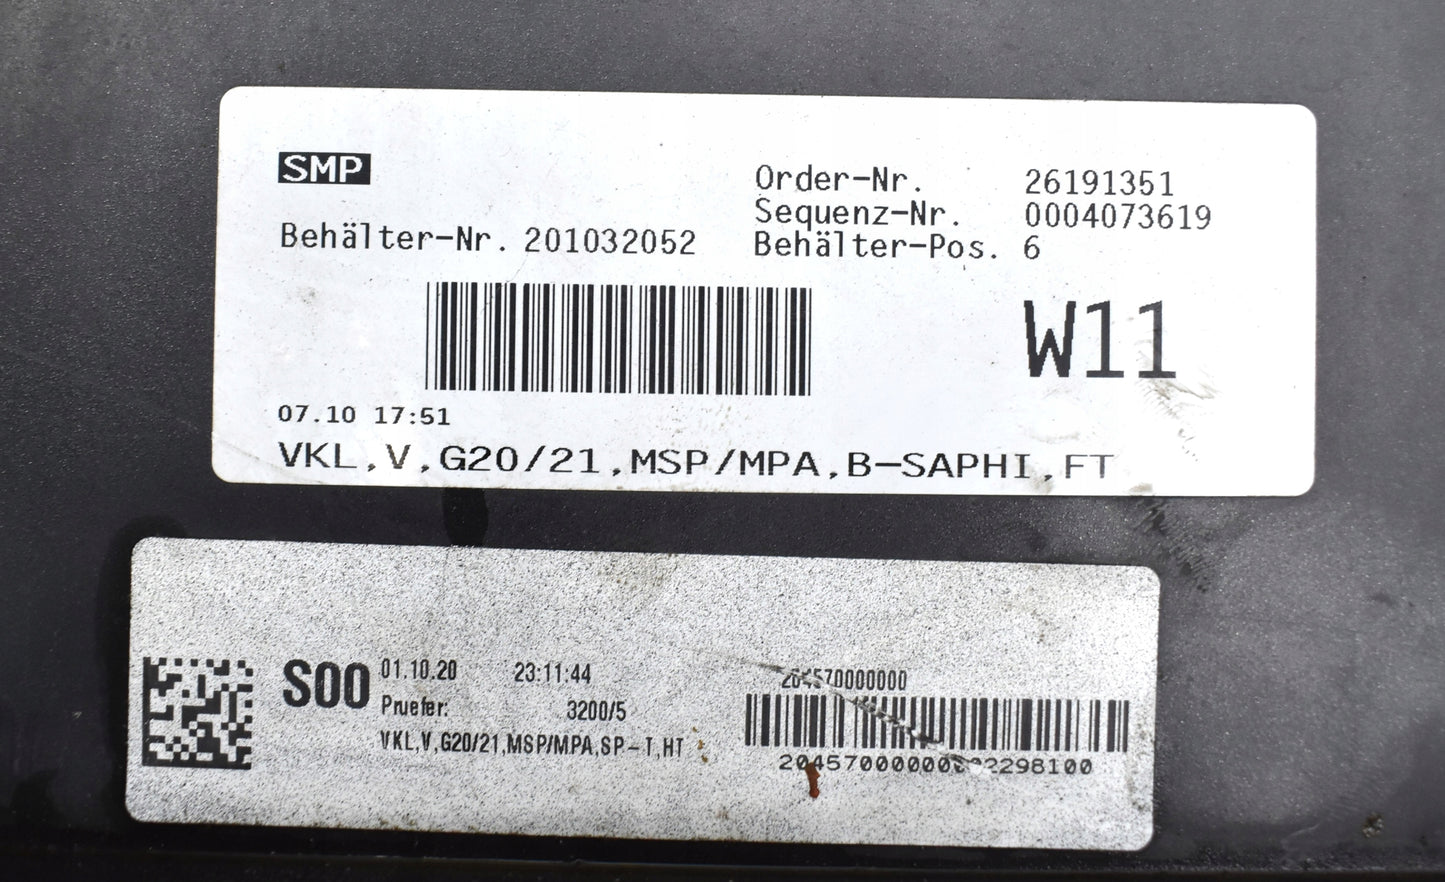 SMP
Order-Nr. 26191351
Sequenz-Nr. 0004073619
Behälter-Nr. 201032052
Behälter-Pos. 6
W11
07.10 17:51
VKL,V,G20/21,MSP/MPA,B-SAPHI,FT
S00
01.10.20 23:11:44
Pruefer: 3200/5
VKL,V,G20/21,MSP/MPA,SP-T,HT
204570000000